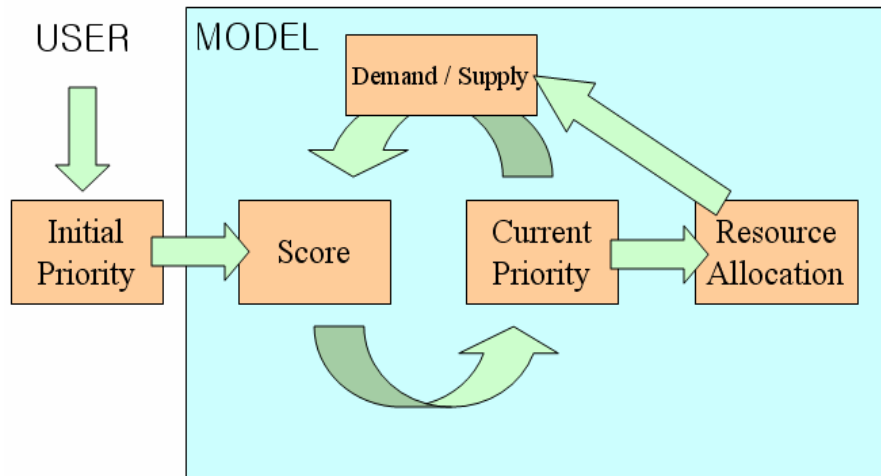 USER
MODEL
Demand / Supply
Initial
Priority
Score
Current
Priority
Resource
Allocation